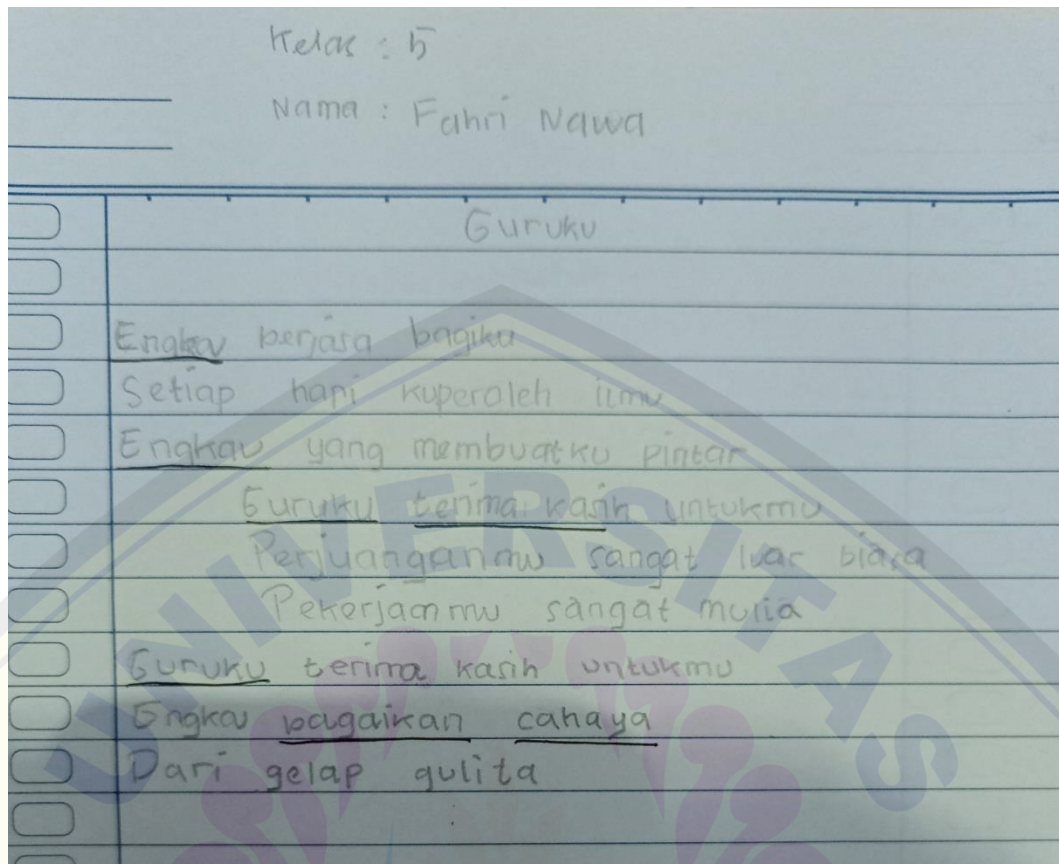 Kelas : 5
Nama : Fahri Nawa
Guruku
Engkau berjasa bagiku
Setiap hari kuperoleh ilmu
Engkau yang membuatku pintar
Guruku terima kasih untukmu
Perjuanganmu sangat luar biasa
Pekerjaanmu sangat mulia
Guruku terima kasih untukmu
Engkau bagaikan cahaya
Dari gelap gulita
UNIVERSITAS